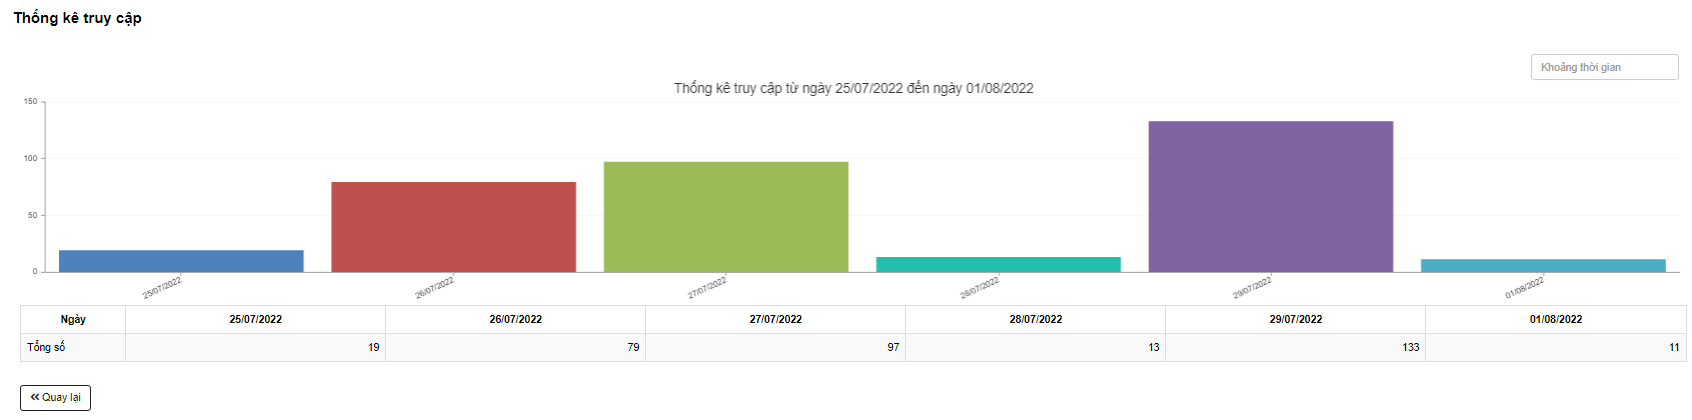 Thống kê truy cập
Khoảng thời gian
Thống kê truy cập từ ngày 25/07/2022 đến ngày 01/08/2022
150
100
50
0
25/07/2022 26/07/2022 27/07/2022 28/07/2022 29/07/2022 01/08/2022
Ngày 25/07/2022 26/07/2022 27/07/2022 28/07/2022 29/07/2022 01/08/2022
Tổng số 19 79 97 13 133 11
« Quay lại